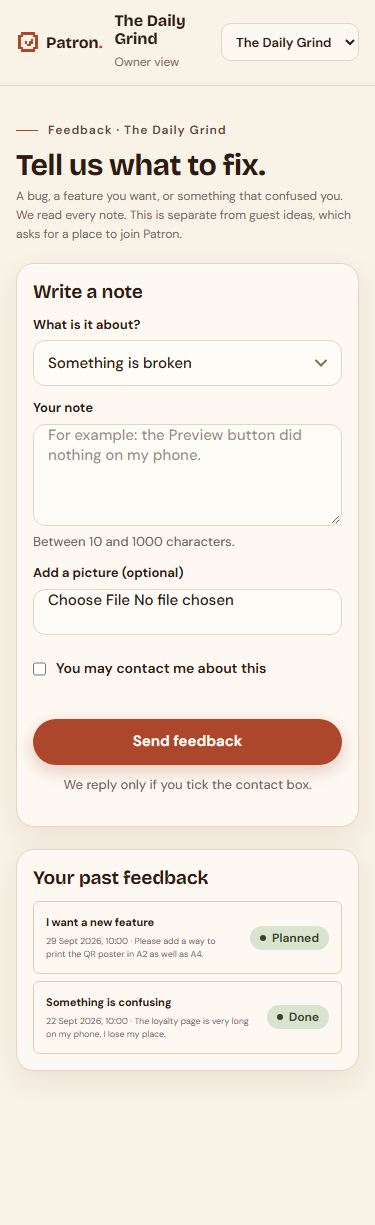 Patron.
The Daily
Grind
Owner view
The Daily Grind
Feedback · The Daily Grind
Tell us what to fix.
A bug, a feature you want, or something that confused you.
We read every note. This is separate from guest ideas, which
asks for a place to join Patron.
Write a note
What is it about?
Something is broken
Your note
For example: the Preview button did
nothing on my phone.
Between 10 and 1000 characters.
Add a picture (optional)
Choose File No file chosen
You may contact me about this
Send feedback
We reply only if you tick the contact box.
Your past feedback
I want a new feature
29 Sept 2026, 10:00 · Please add a way to
print the QR poster in A2 as well as A4.
Planned
Something is confusing
22 Sept 2026, 10:00 · The loyalty page is very long
on my phone. I lose my place.
Done